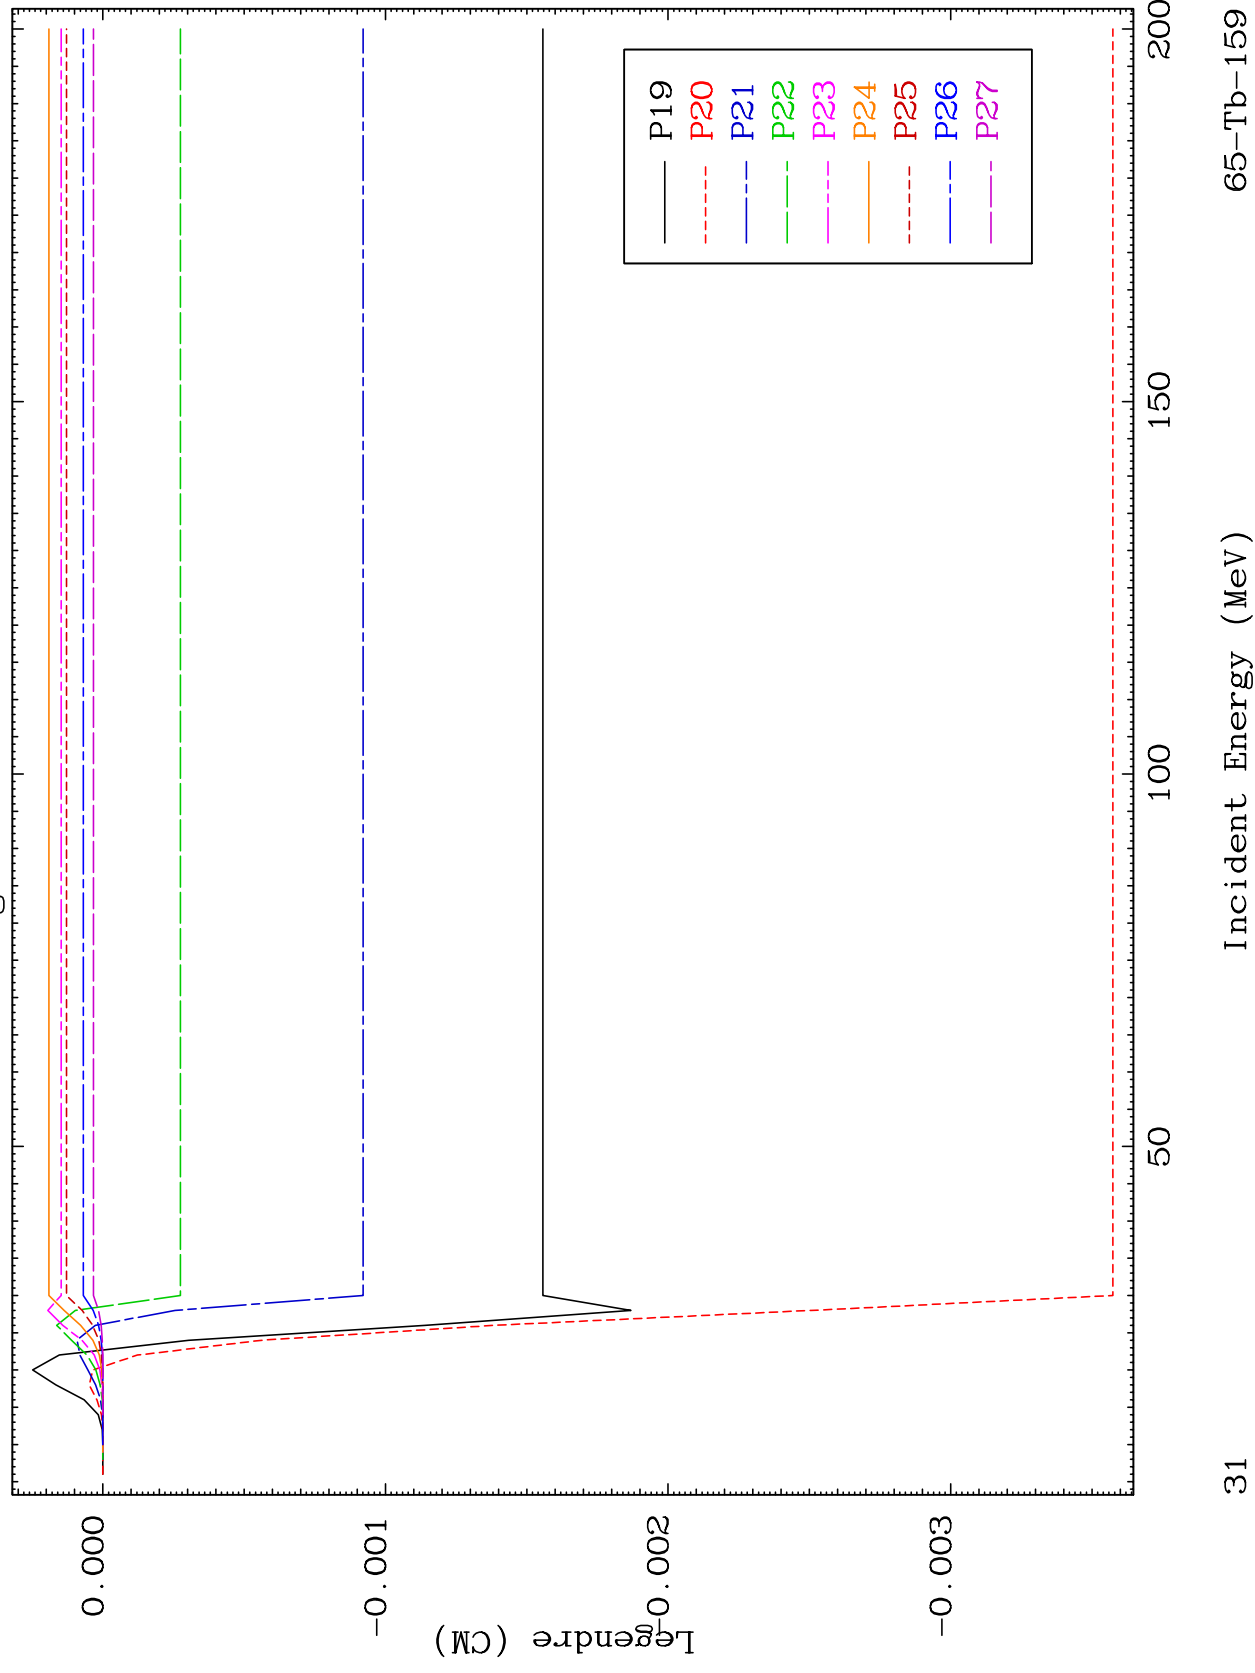 P19
P20
P21
P22
P23
P24
P25
P26
P27
0.000
-0.001
-0.002
-0.003
Legendre (CM)
50
100
150
200
31
Incident Energy (MeV)
65-Tb-159